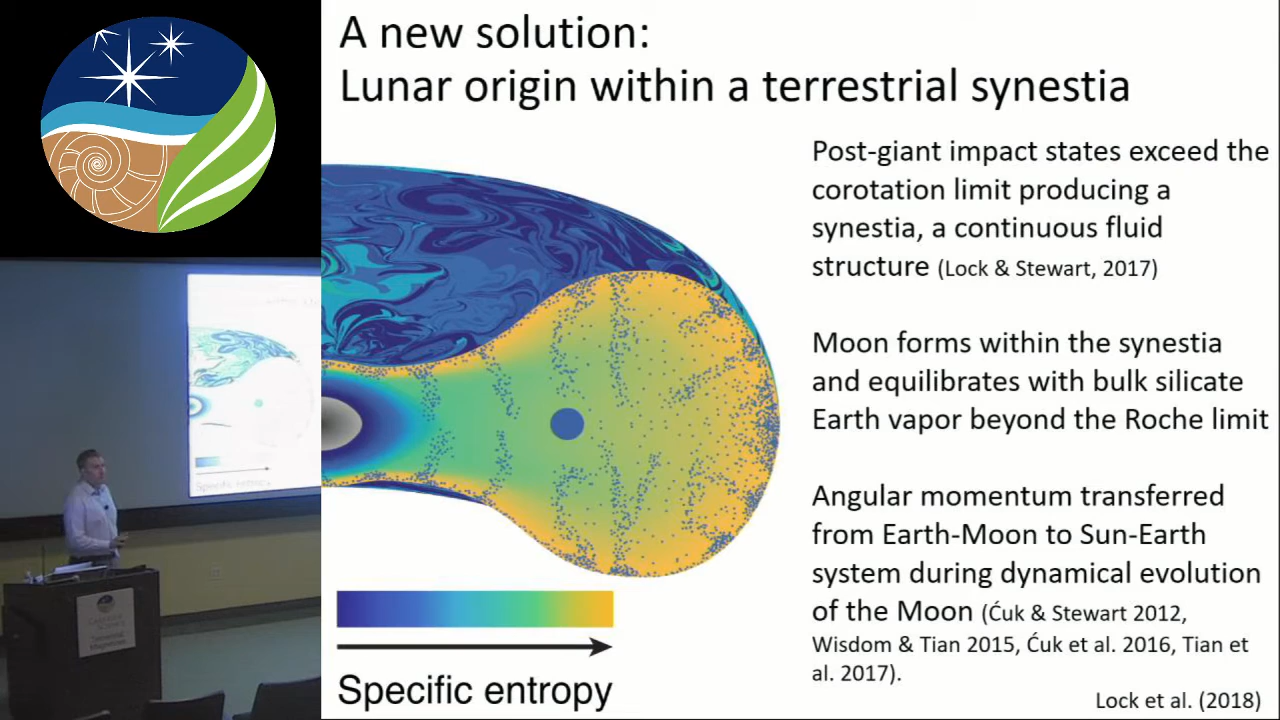 A new solution:
Lunar origin within a terrestrial synestia
Post-giant impact states exceed the
corotation limit producing a
synestia, a continuous fluid
structure (Lock & Stewart, 2017)
Moon forms within the synestia
and equilibrates with bulk silicate
Earth vapor beyond the Roche limit
Angular momentum transferred
from Earth-Moon to Sun-Earth
system during dynamical evolution
of the Moon (Ćuk & Stewart 2012,
Wisdom & Tian 2015, Ćuk et al. 2016, Tian et
al. 2017).
Specific entropy
Lock et al. (2018)
Specific entropy